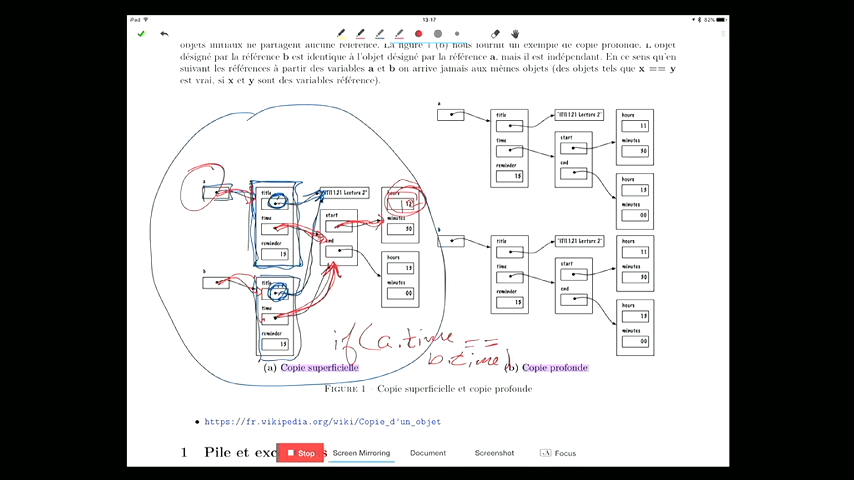 iPad
13:17
82%
objets initiaux ne partagent aucune référence. La figure 1 (b) nous fournit un exemple de copie profonde. L'objet
désigné par la référence b est identique à l'objet désigné par la référence a, mais il est indépendant. En ce sens qu'en
suivant les références à partir des variables a et b on arrive jamais aux mêmes objets (des objets tels que x == y
est vrai, si x et y sont des variables référence).
a
title
time
reminder
15
"ITI 1121 Lecture 2"
start
end
hours
minutes
30
hours
13
minutes
00
b
title
time
reminder
15
if (a.time ==
b.time)
(a) Copie superficielle
a
title
time
reminder
15
"ITI 1121 Lecture 2"
start
end
hours
11
minutes
30
hours
13
minutes
00
b
title
time
reminder
15
"ITI 1121 Lecture 2"
start
end
hours
11
minutes
30
hours
13
minutes
00
(b) Copie profonde
FIGURE 1 – Copie superficielle et copie profonde
• https://fr.wikipedia.org/wiki/Copie_d'un_objet
1 Pile et exc s
Stop
Screen Mirroring
Document
Screenshot
A Focus